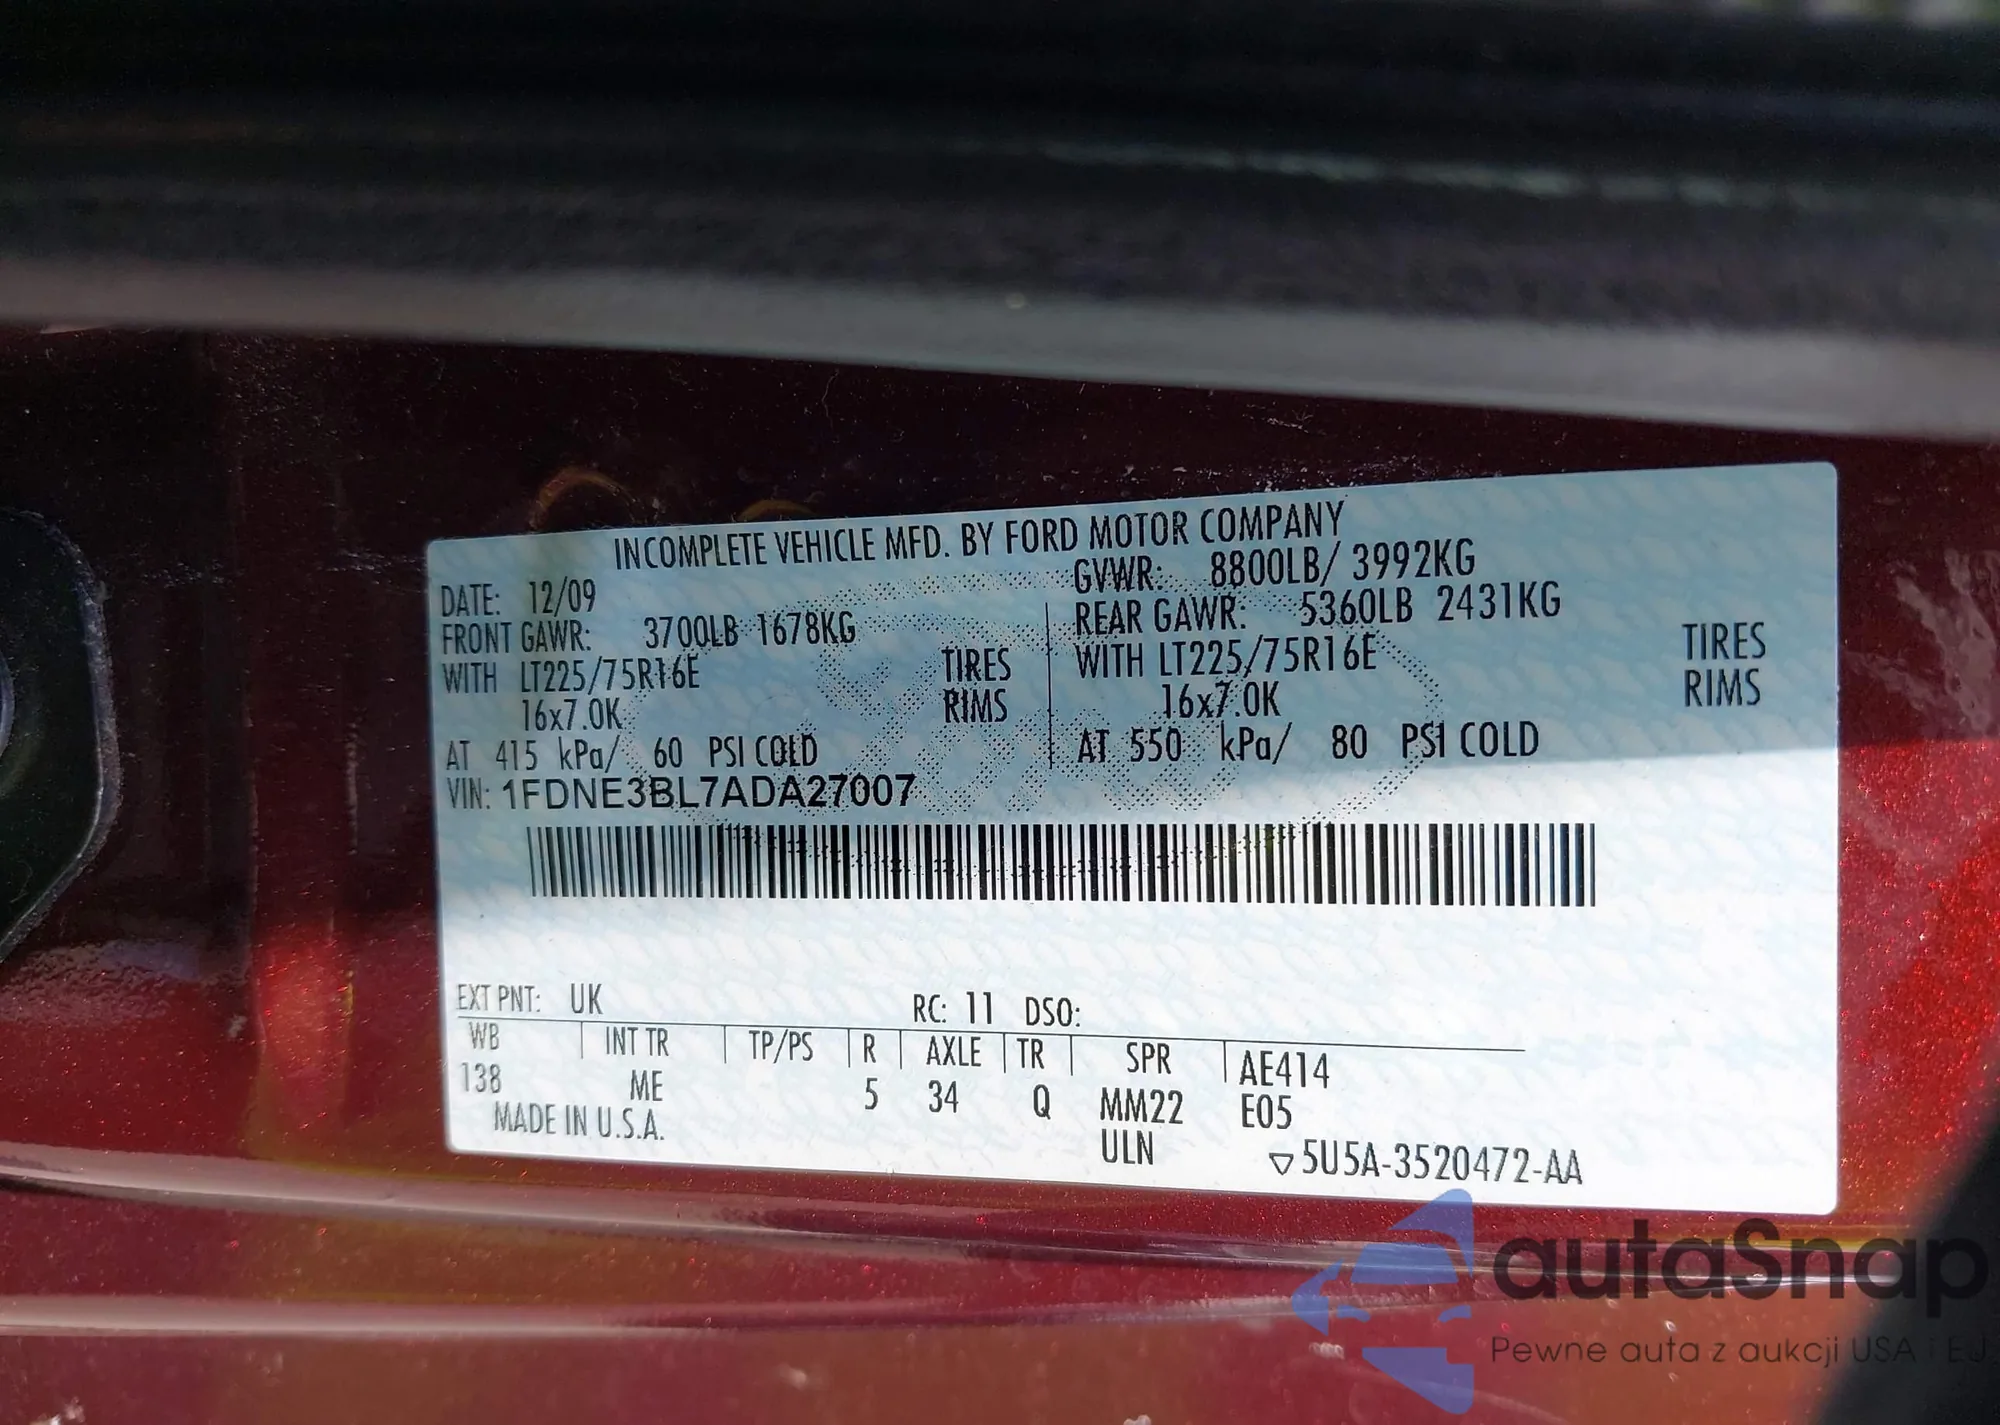 INCOMPLETE VEHICLE MFD. BY FORD MOTOR COMPANY
DATE: 12/09
GVWR: 8800LB/ 3992KG
FRONT GAWR: 3700LB 1678KG
REAR GAWR: 5360LB 2431KG
WITH LT225/75R16E TIRES
WITH LT225/75R16E TIRES
16x7.0K RIMS
16x7.0K RIMS
AT 415 kPa/ 60 PSI COLD
AT 550 kPa/ 80 PSI COLD
VIN: 1FDNE3BL7ADA27007
EXT PNT: UK RC: 11 DSO:
WB INT TR TP/PS R AXLE TR SPR AE414
138 ME 5 34 Q MM22 E05
MADE IN U.S.A. ULN
▽5U5A-3520472-AA
autaSnap
Pewne auta z aukcji USA i EU